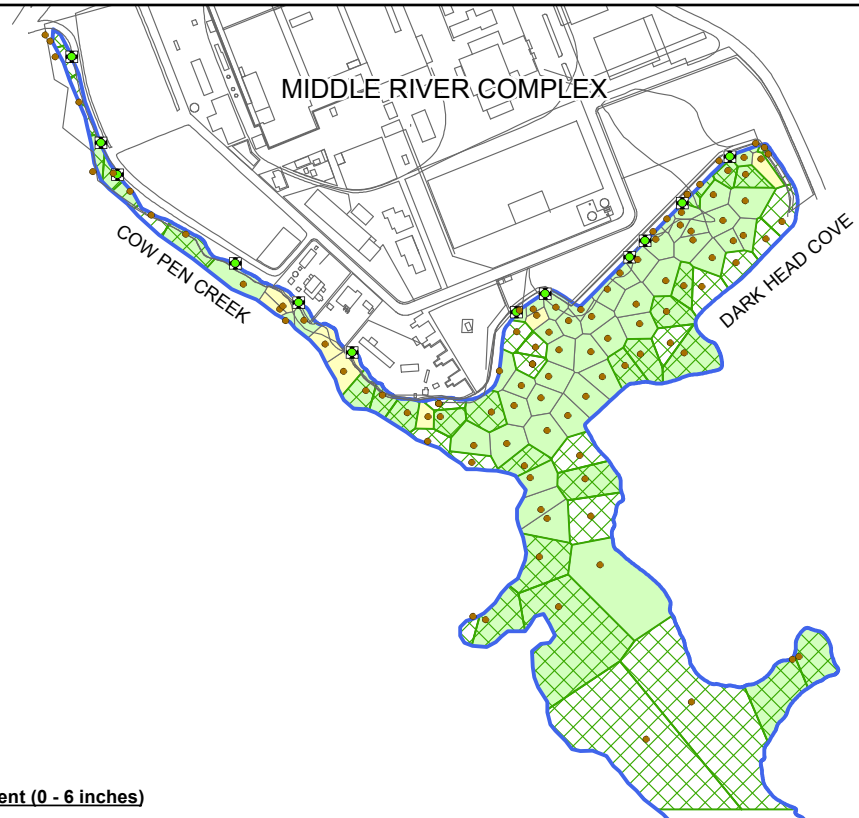 MIDDLE RIVER COMPLEX
COW PEN CREEK
DARK HEAD COVE
ent (0 - 6 inches)